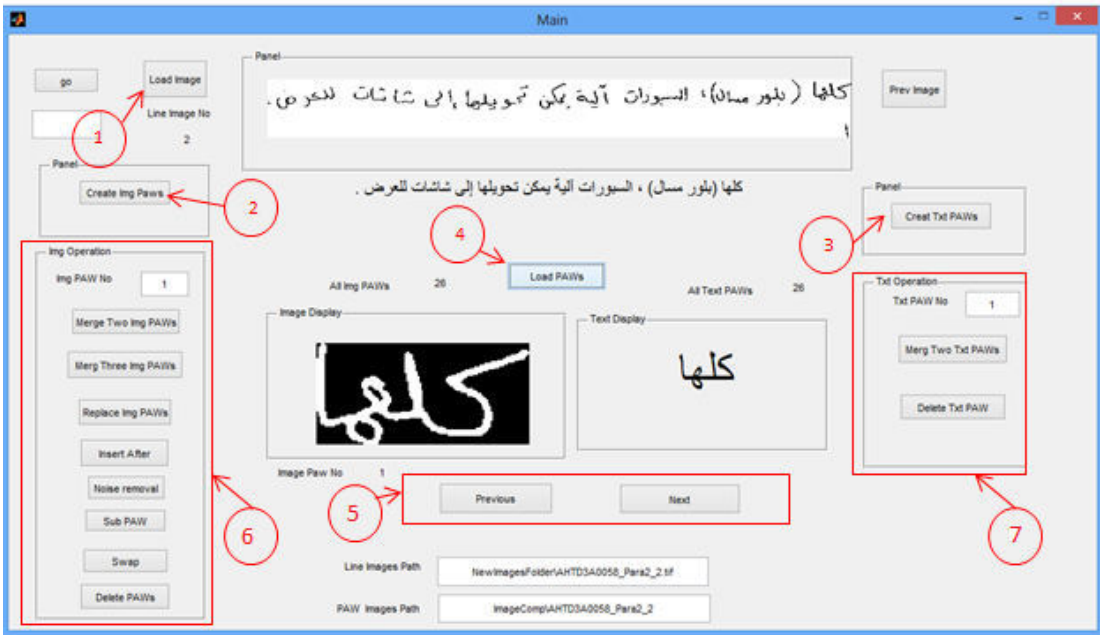 Main
Panel
go
Load Image
كلها (بلور مسال)، السبورات آلية يمكن تحويلها إلى شاشات للعرض.
Prev Image
1
Line Image No
2
Panel
Create Img Paws
2
كلها (بلور مسال) ، السبورات آلية يمكن تحويلها إلى شاشات للعرض .
Panel
Creat Txt PAWs
3
4
Img Operation
Img PAW No
1
All Img PAWs
26
Load PAWs
All Text PAWs
26
Txt Operation
Txt PAW No
1
Merge Two Img PAWs
Image Display
كلها
Text Display
كلها
Merg Two Txt PAWs
Merg Three Img PAWs
Replace Img PAWs
Delete Txt PAW
Insert After
Noise removal
Image Paw No
1
5
Previous
Next
Sub PAW
6
7
Swap
Delete PAWs
Line Images Path
NewImagesFolder\AHTD3A0058_Para2_2.tif
PAW Images Path
ImageComp\AHTD3A0058_Para2_2